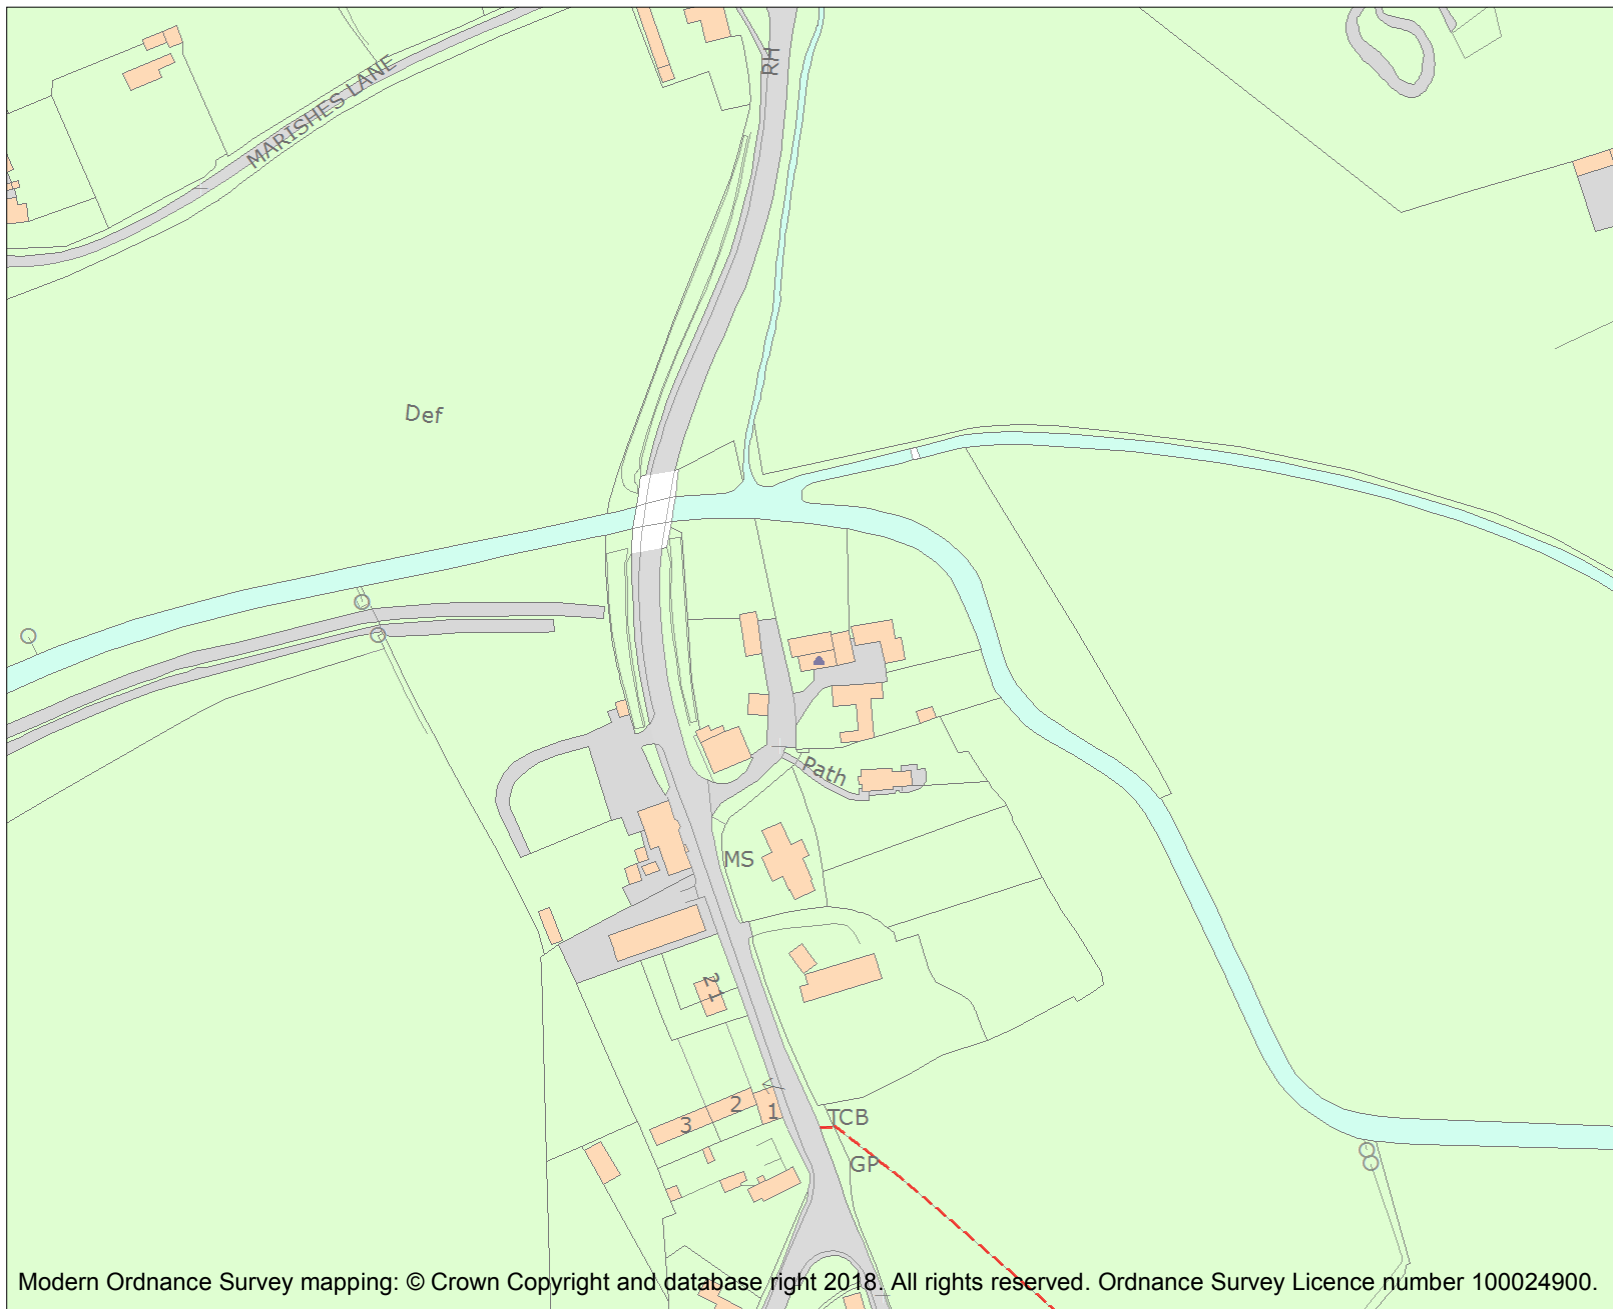 RH
MARISHES LANE
Def
Path
MS
21
2
1
3
TCB
GP
Modern Ordnance Survey mapping: © Crown Copyright and database right 2018. All rights reserved. Ordnance Survey Licence number 100024900.